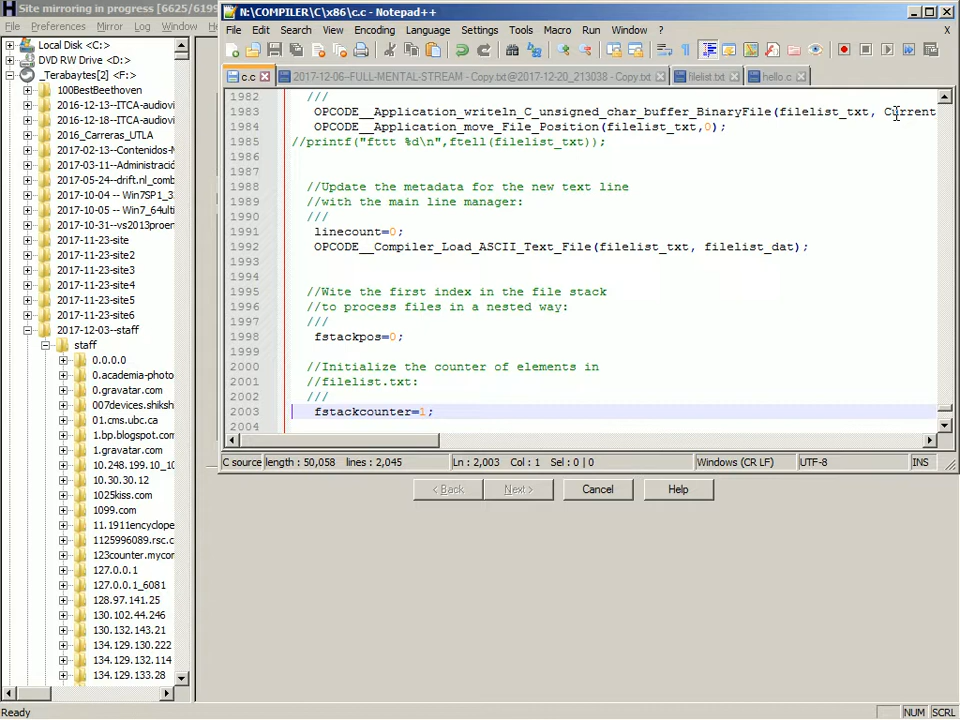 Site mirroring in progress [6625/6199
File Preferences Mirror Log Window
Local Disk <C:>
DVD RW Drive <D:>
_Terabytes[2] <F:>
100BestBeethoven
2016-12-13--ITCA-audiovi
2016-12-18--ITCA-audiovi
2016_Carreras_UTLA
2017-02-13--Contenidos-M
2017-03-11--Administració
2017-05-24--drift.nl_comb
2017-10-04 -- Win7SP1_3
2017-10-05 -- Win7_64ulti
2017-10-31--vs2013proen
2017-11-23-site
2017-11-23-site2
2017-11-23-site3
2017-11-23-site4
2017-11-23-site5
2017-11-23-site6
2017-12-03--staff
staff
0.0.0.0
0.academia-photo
0.gravatar.com
007devices.shiksh
01.cms.ubc.ca
1.bp.blogspot.com
1.gravatar.com
10.248.199.10_10
10.30.30.12
1025kiss.com
1099.com
11.1911encyclope
1125996089.rsc.c
123counter.mycon
127.0.0.1
127.0.0.1_6081
128.97.141.25
130.102.44.246
130.132.143.21
134.129.130.222
134.129.132.114
134.129.133.28
Ready
N:\COMPILER\C\x86\c.c - Notepad++
File Edit Search View Encoding Language Settings Tools Macro Run Window ? X
c.c 2017-12-06--FULL-MENTAL-STREAM - Copy.txt@2017-12-20_213038 - Copy.txt filelist.txt hello.c
1982 ///
1983 OPCODE__Application_writeln_C_unsigned_char_buffer_BinaryFile(filelist_txt, Current
1984 OPCODE__Application_move_File_Position(filelist_txt,0);
1985 //printf("fttt %d\n",ftell(filelist_txt));
1986
1987
1988 //Update the metadata for the new text line
1989 //with the main line manager:
1990 ///
1991 linecount=0;
1992 OPCODE__Compiler_Load_ASCII_Text_File(filelist_txt, filelist_dat);
1993
1994
1995 //Wite the first index in the file stack
1996 //to process files in a nested way:
1997 ///
1998 fstackpos=0;
1999
2000 //Initialize the counter of elements in
2001 //filelist.txt:
2002 ///
2003 fstackcounter=1;
2004
C source length : 50,058 lines : 2,045 Ln : 2,003 Col : 1 Sel : 0 | 0 Windows (CR LF) UTF-8 INS
< Back Next > Cancel Help
NUM SCRL